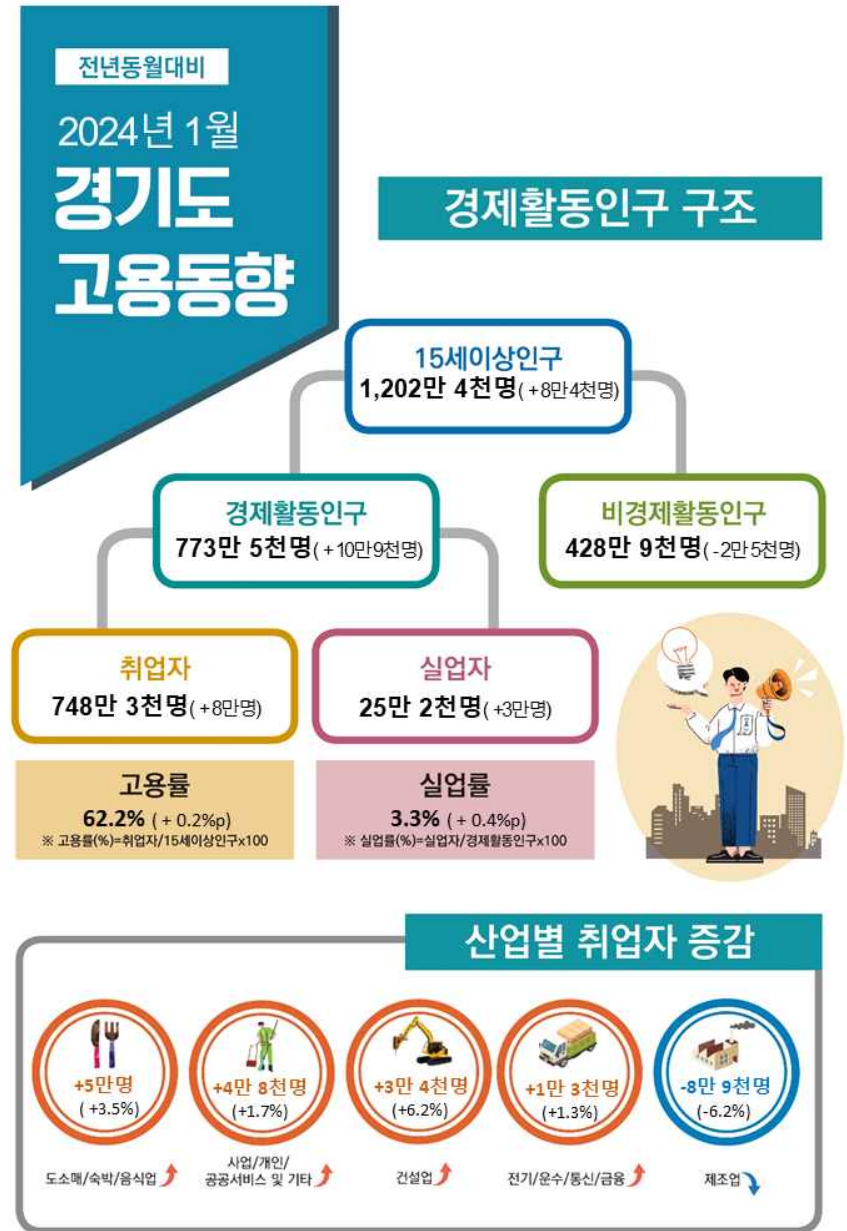 전년동월대비
2024년 1월
경기도
고용동향
경제활동인구 구조
15세이상인구
1,202만 4천명( +8만4천명)
경제활동인구
773만 5천명( +10만9천명)
비경제활동인구
428만 9천명( -2만5천명)
취업자
748만 3천명( +8만명)
실업자
25만 2천명( +3만명)
고용률
62.2% ( + 0.2%p)
※ 고용률(%)=취업자/15세이상인구x100
실업률
3.3% ( + 0.4%p)
※ 실업률(%)=실업자/경제활동인구x100
산업별 취업자 증감
+5만명
( +3.5%)
도소매/숙박/음식업
+4만 8천명
(+1.7%)
사업/개인/
공공서비스 및 기타
+3만 4천명
(+6.2%)
건설업
+1만 3천명
(+1.3%)
전기/운수/통신/금융
-8만 9천명
(-6.2%)
제조업